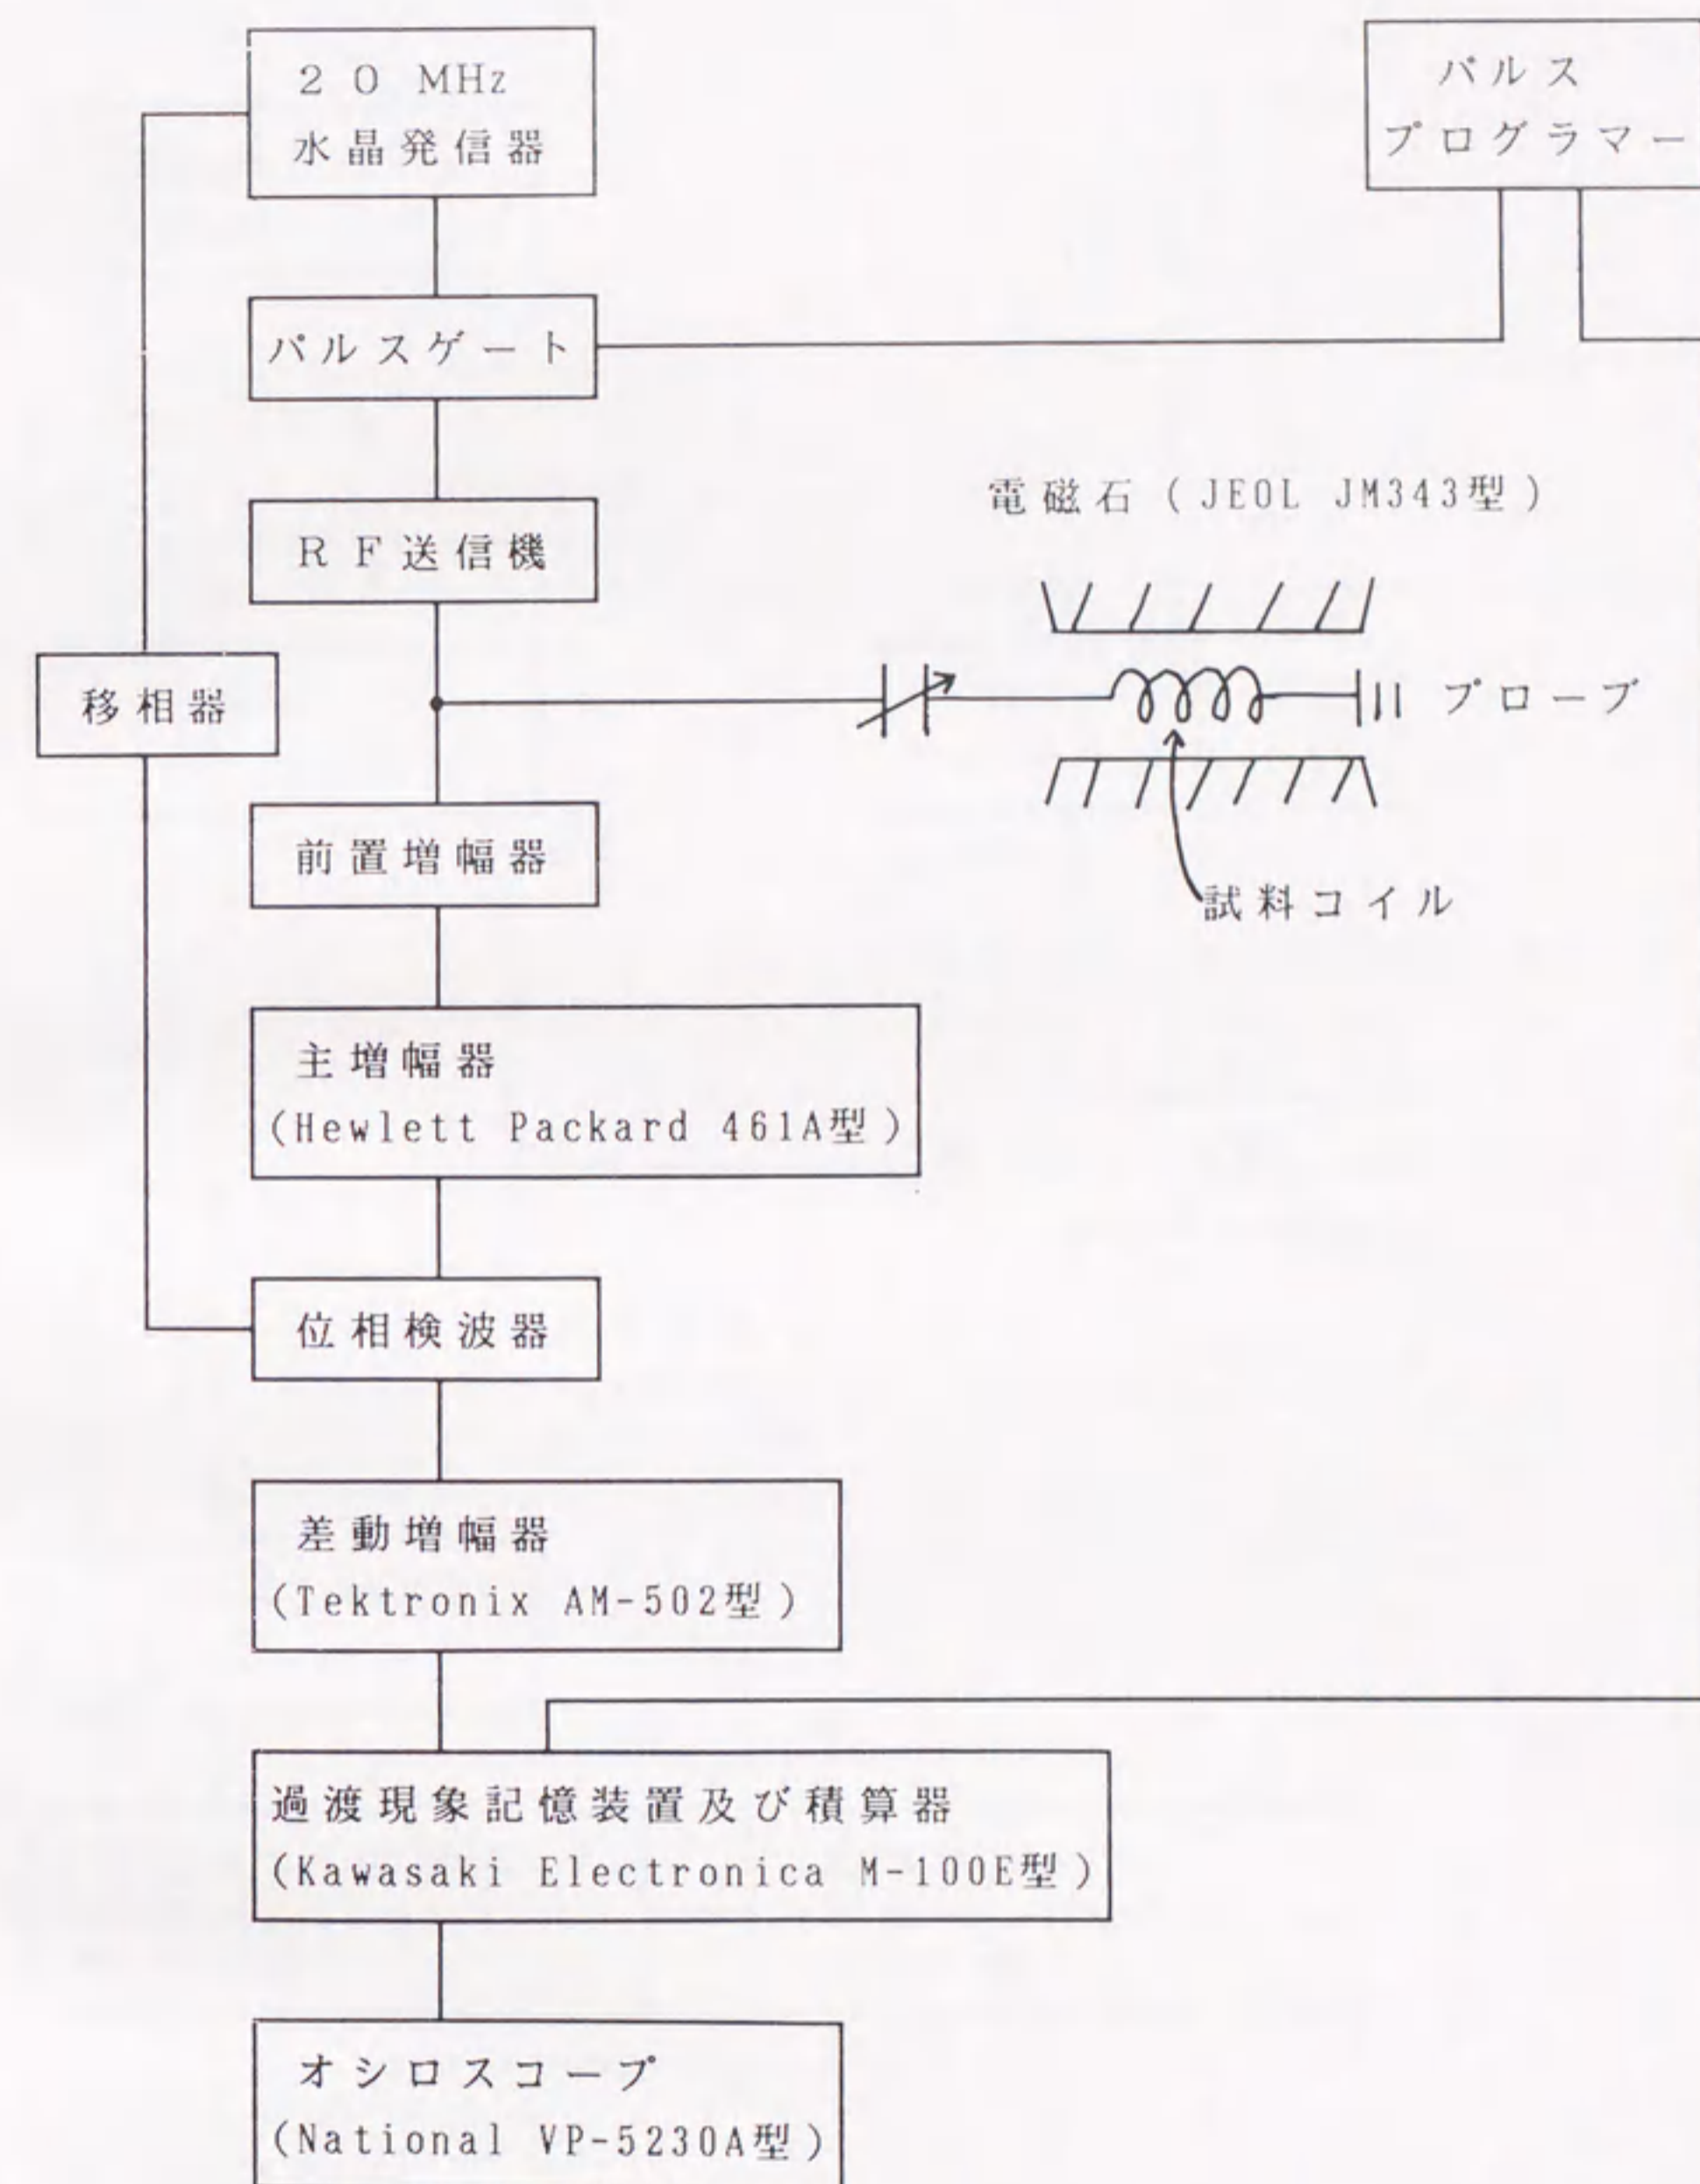 20 MHz
水晶発信器
パルス
プログラマー
パルスゲート
電磁石(JEOL JM343型)
RF送信機
移相器
プローブ
前置増幅器
試料コイル
主増幅器
(Hewlett Packard 461A型)
位相検波器
差動増幅器
(Tektronix AM-502型)
過渡現象記憶装置及び積算器
(Kawasaki Electronica M-100E型)
オシロスコープ
(National VP-5230A型)